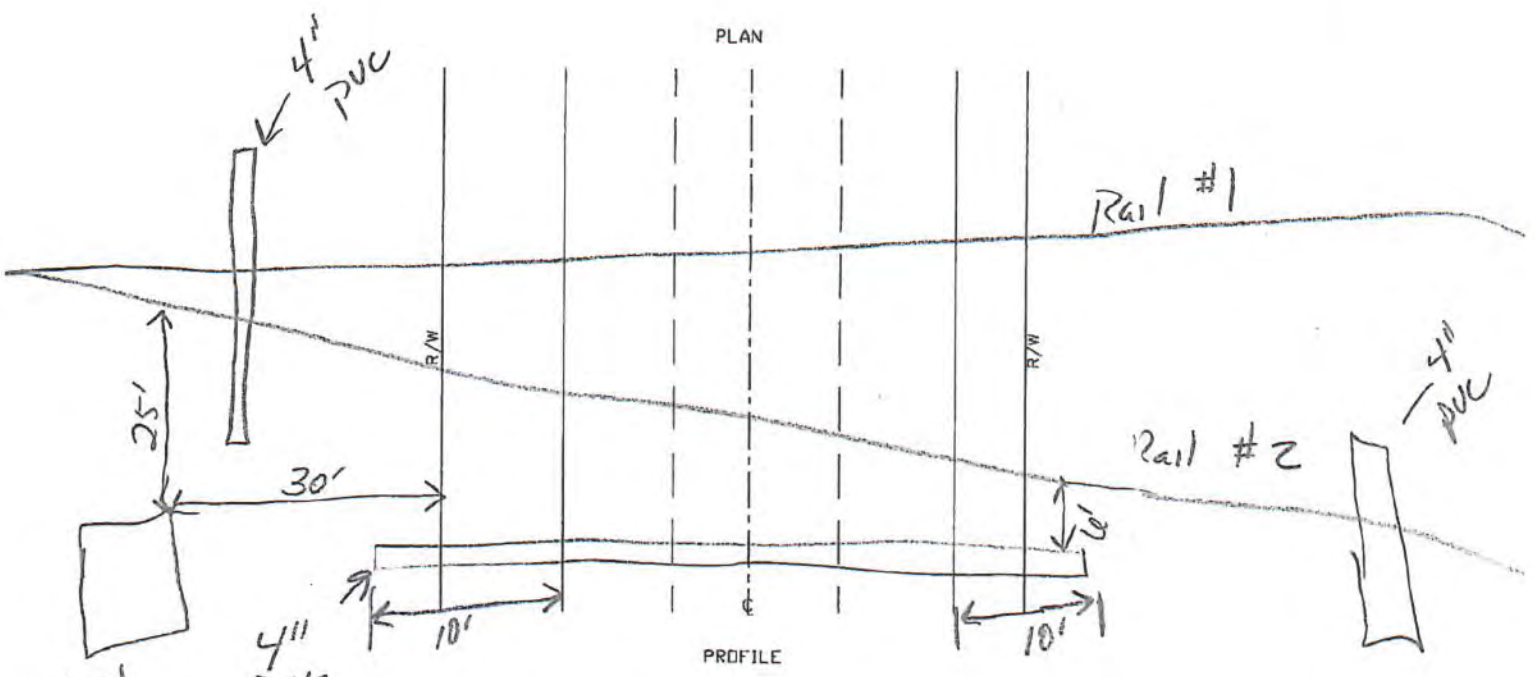 PLAN
4"
PVC
Rail #1
R/W
R/W
25'
4"
PVC
Rail #2
30'
6'
℄
10'
10'
4"
PROFILE